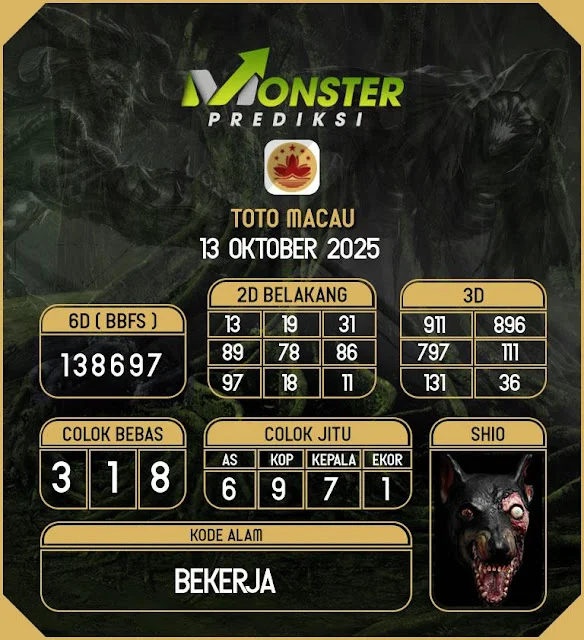 MONSTER
PREDIKSI
TOTO MACAU
13 OKTOBER 2025
6D ( BBFS )
138697
2D BELAKANG
13 19 31
89 78 86
97 18 11
3D
911 896
797 111
131 36
COLOK BEBAS
3 1 8
COLOK JITU
AS KOP KEPALA EKOR
6 9 7 1
SHIO
KODE ALAM
BEKERJA